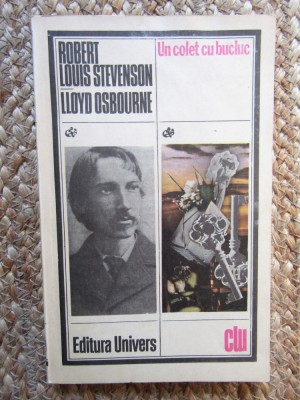 ROBERT
LOUIS STEVENSON
LLOYD OSBOURNE
Un colet cu bucluc
Editura Univers
clu